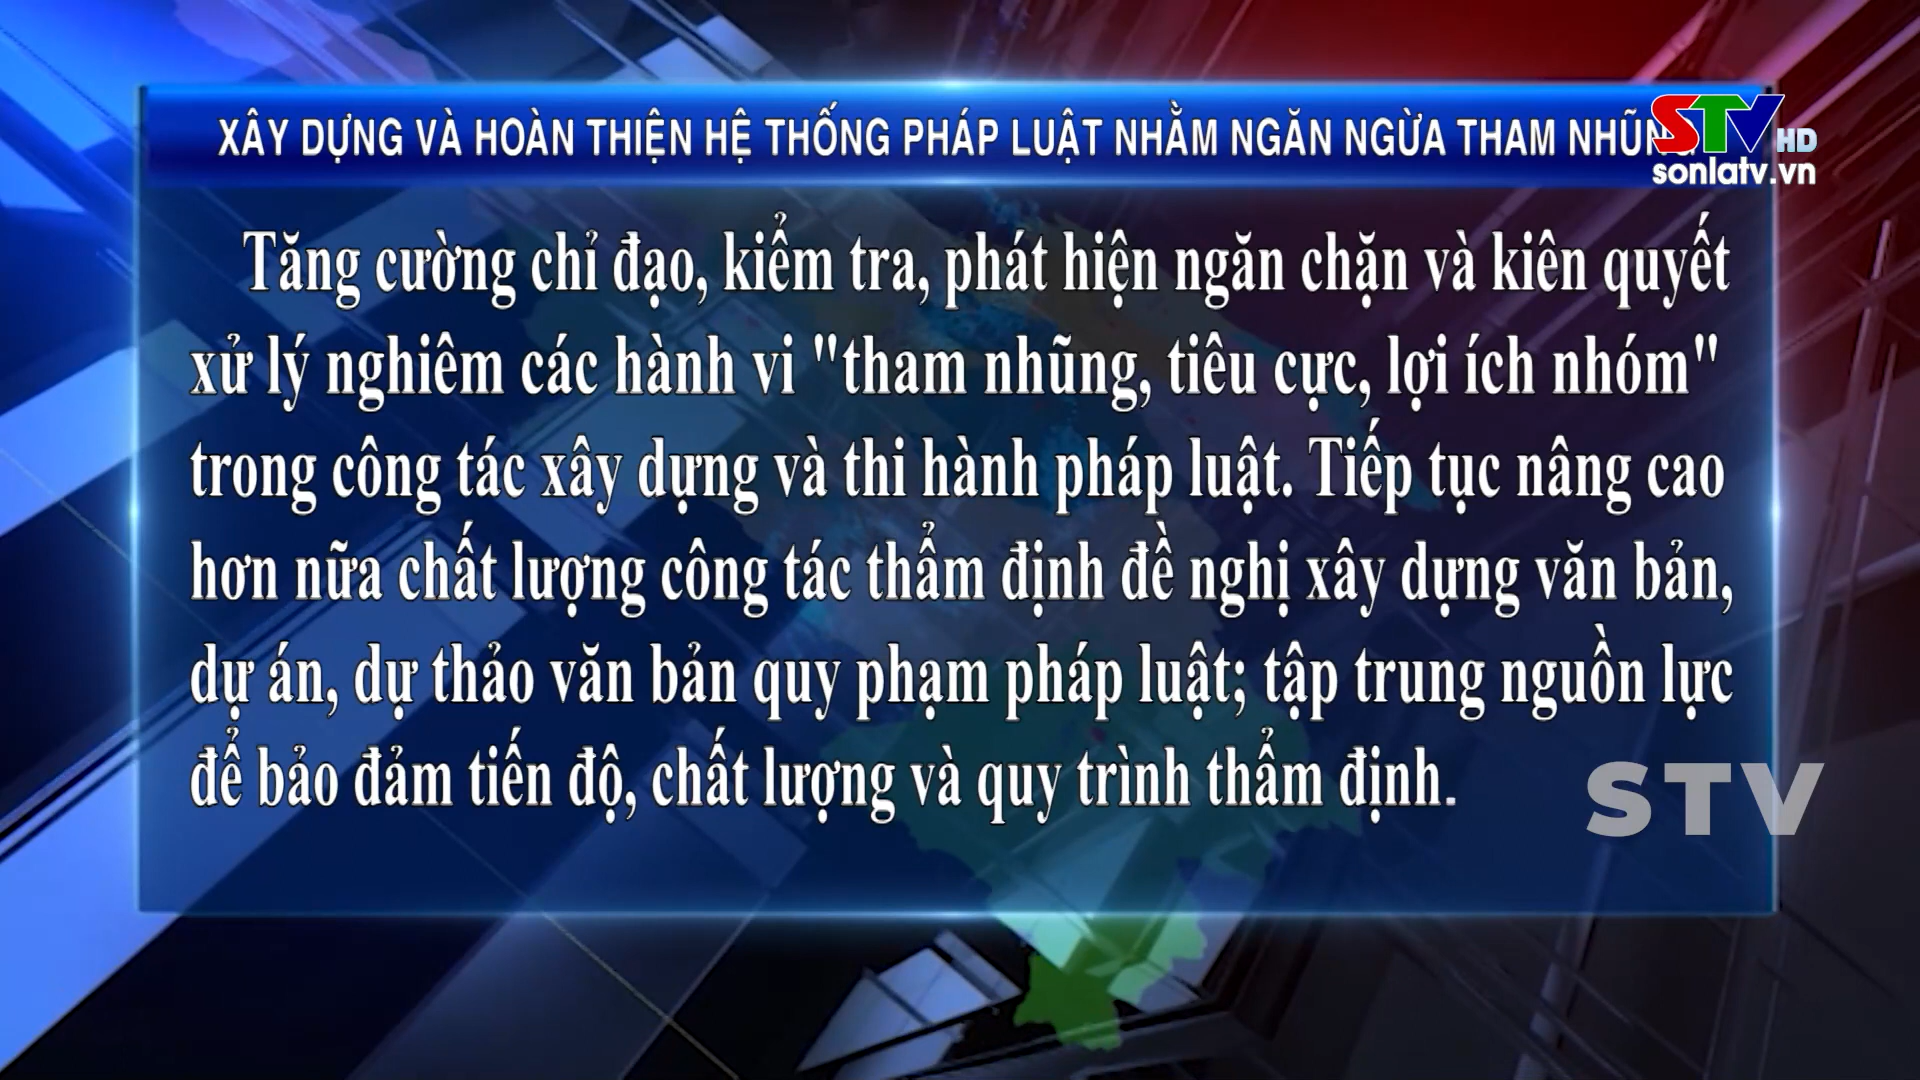 XÂY DỰNG VÀ HOÀN THIỆN HỆ THỐNG PHÁP LUẬT NHẰM NGĂN NGỪA THAM NHŨNG
STV HD
sonlatv.vn
Tăng cường chỉ đạo, kiểm tra, phát hiện ngăn chặn và kiên quyết
xử lý nghiêm các hành vi "tham nhũng, tiêu cực, lợi ích nhóm"
trong công tác xây dựng và thi hành pháp luật. Tiếp tục nâng cao
hơn nữa chất lượng công tác thẩm định đề nghị xây dựng văn bản,
dự án, dự thảo văn bản quy phạm pháp luật; tập trung nguồn lực
để bảo đảm tiến độ, chất lượng và quy trình thẩm định.
STV